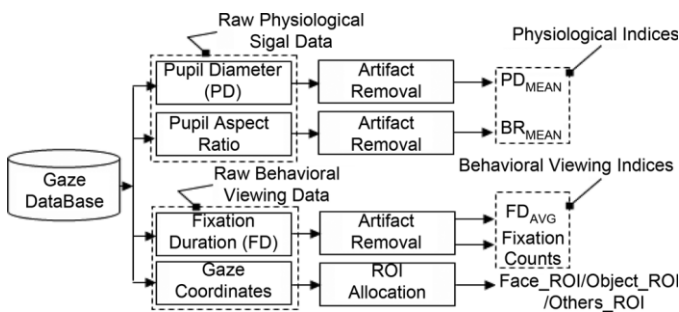 Raw Physiological
Sigal Data
Physiological Indices
Pupil Diameter
(PD)
Artifact
Removal
PD_MEAN
Pupil Aspect
Ratio
Artifact
Removal
BR_MEAN
Gaze
DataBase
Raw Behavioral
Viewing Data
Behavioral Viewing Indices
Fixation
Duration (FD)
Artifact
Removal
FD_AVG
Fixation
Counts
Gaze
Coordinates
ROI
Allocation
Face_ROI/Object_ROI
/Others_ROI